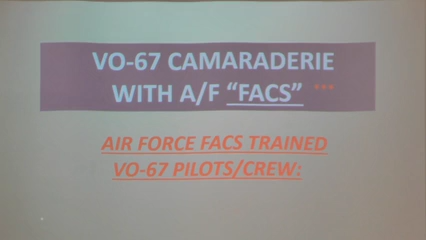 VO-67 CAMARADERIE
WITH A/F “FACS” ***
AIR FORCE FACS TRAINED
VO-67 PILOTS/CREW: